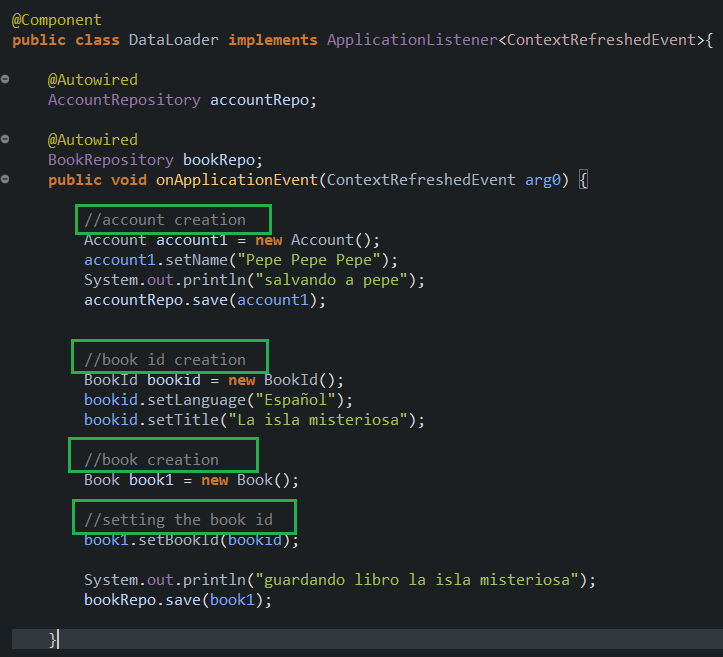 @Component
public class DataLoader implements ApplicationListener<ContextRefreshedEvent>{
@Autowired
AccountRepository accountRepo;
@Autowired
BookRepository bookRepo;
public void onApplicationEvent(ContextRefreshedEvent arg0) {
//account creation
Account account1 = new Account();
account1.setName("Pepe Pepe Pepe");
System.out.println("salvando a pepe");
accountRepo.save(account1);
//book id creation
BookId bookid = new BookId();
bookid.setLanguage("Español");
bookid.setTitle("La isla misteriosa");
//book creation
Book book1 = new Book();
//setting the book id
book1.setBookId(bookid);
System.out.println("guardando libro la isla misteriosa");
bookRepo.save(book1);
}